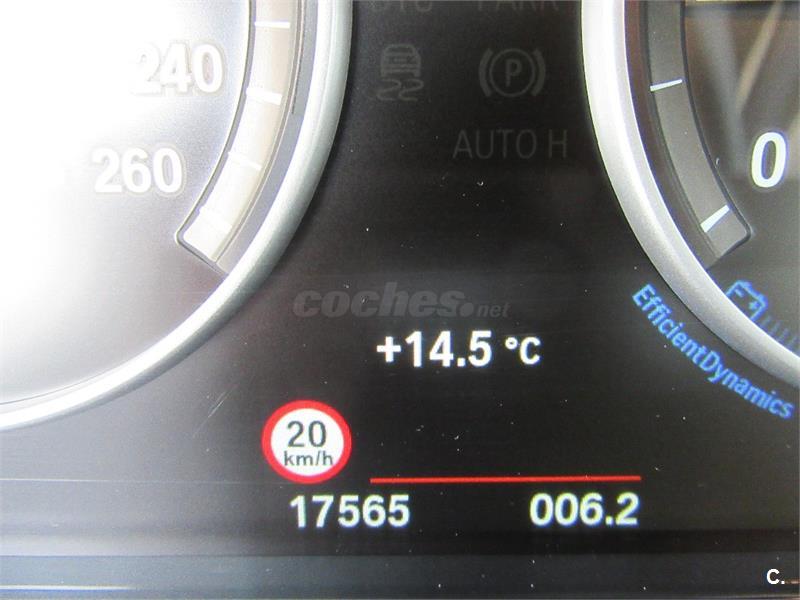 240
260
P
AUTO H
0
coches.net
+14.5 °C
EfficientDynamics
20
km/h
17565
006.2
C.